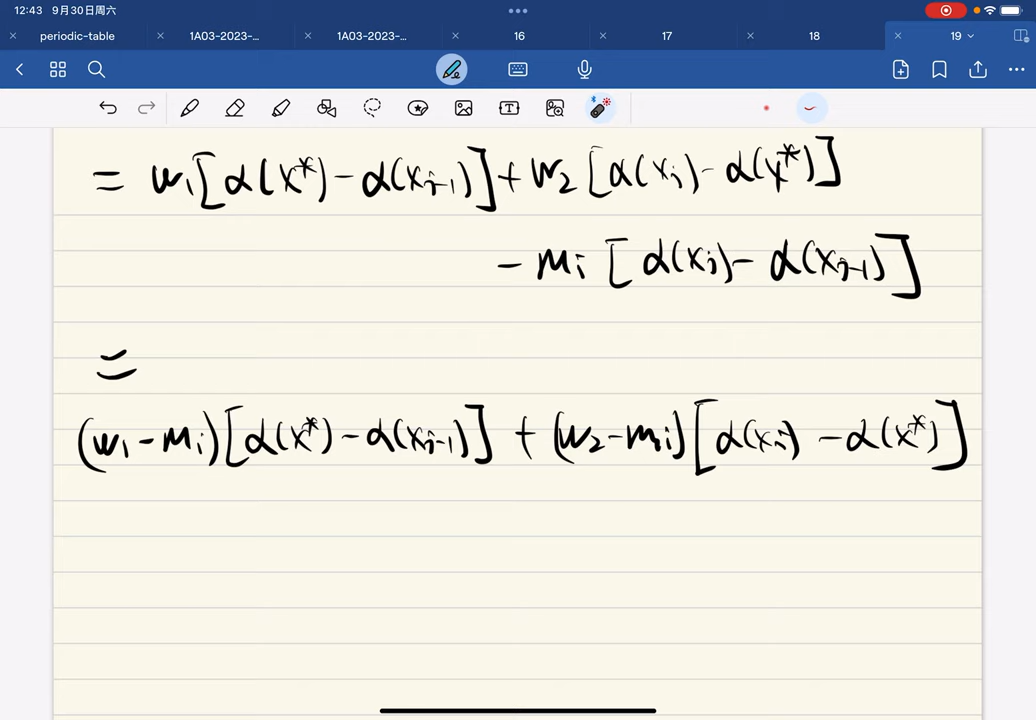 12:43 9月30日周六
periodic-table 1A03-2023-... 1A03-2023-... 16 17 18 19
= w₁[α(x*)-α(xᵢ₋₁)]+w₂[α(xᵢ)-α(x*)]
- mᵢ[α(xᵢ)-α(xᵢ₋₁)]
=
(w₁-mᵢ)[α(x*)-α(xᵢ₋₁)] + (w₂-mᵢ)[α(xᵢ)-α(x*)]